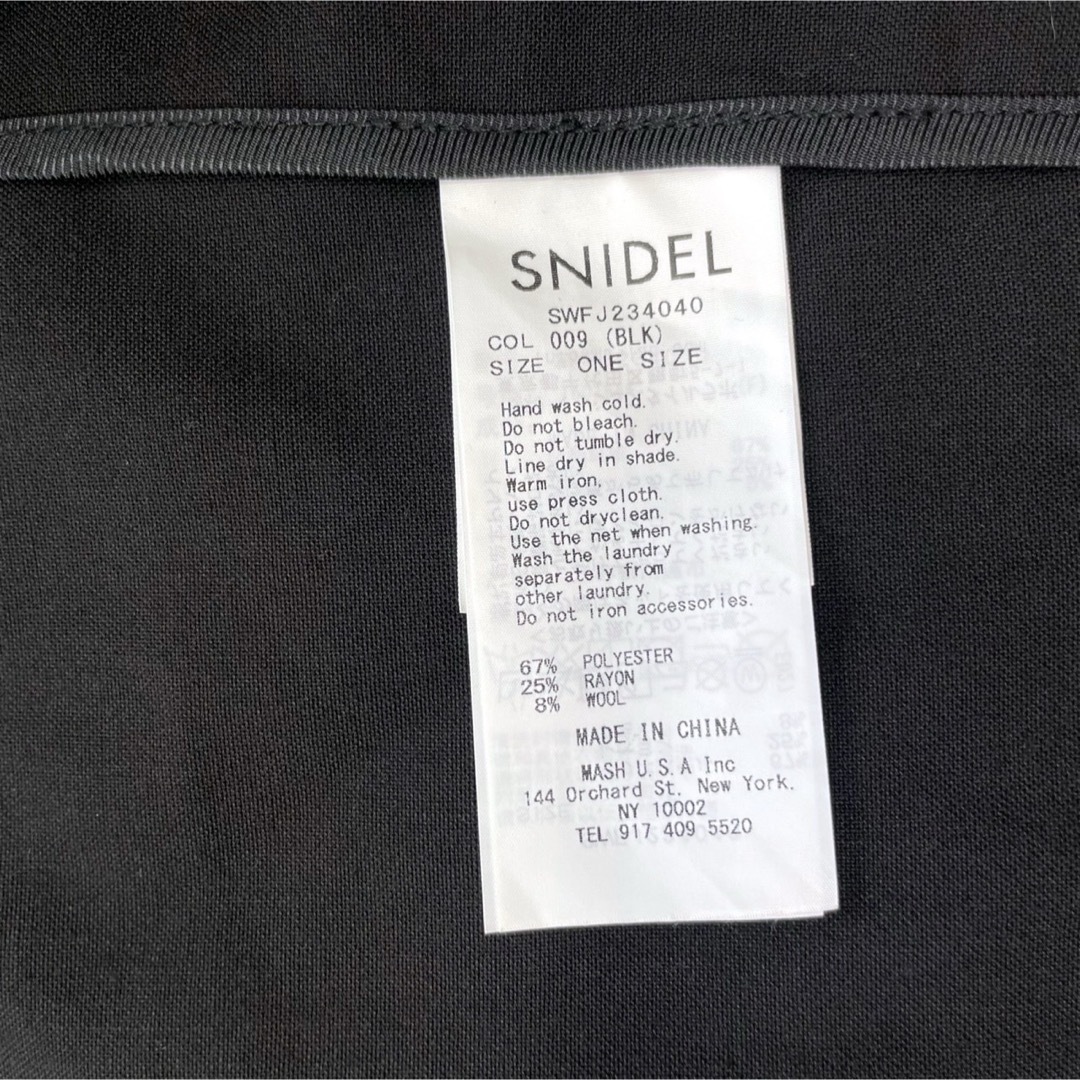 SNIDEL
SWFJ234040
COL 009 (BLK)
SIZE ONE SIZE
Hand wash cold.
Do not bleach.
Do not tumble dry.
Line dry in shade.
Warm iron,
use press cloth.
Do not dryclean.
Use the net when washing.
Wash the laundry
separately from
other laundry.
Do not iron accessories.
67% POLYESTER
25% RAYON
8% WOOL
MADE IN CHINA
MASH U.S.A Inc
144 Orchard St. New York.
NY 10002
TEL 917 409 5520